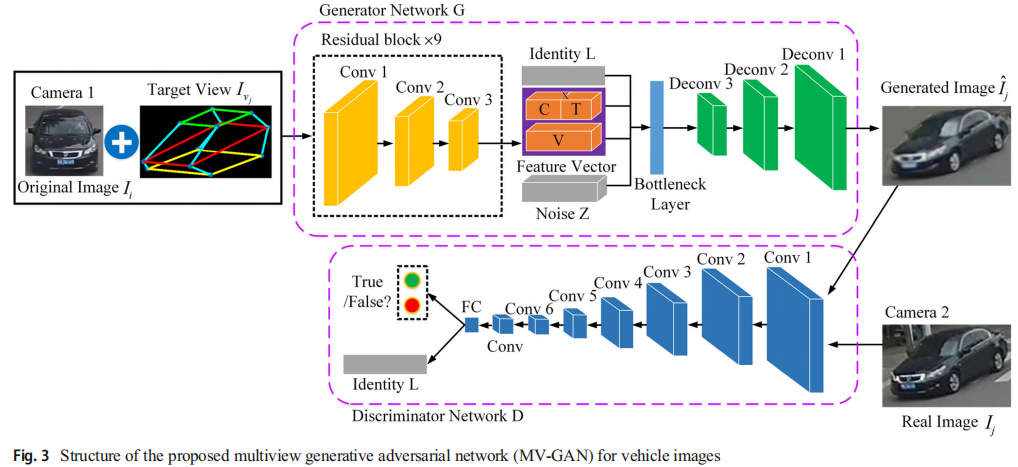 Generator Network G
Residual block ×9
Conv 1
Conv 2
Conv 3
Camera 1
Target View I_{v_j}
Original Image I_i
Identity L
X
C T
V
Feature Vector
Noise Z
Bottleneck
Layer
Deconv 3
Deconv 2
Deconv 1
Generated Image Î_j
True
/False?
FC
Conv
Conv 6
Conv 5
Conv 4
Conv 3
Conv 2
Conv 1
Identity L
Discriminator Network D
Camera 2
Real Image I_j
Fig. 3 Structure of the proposed multiview generative adversarial network (MV-GAN) for vehicle images